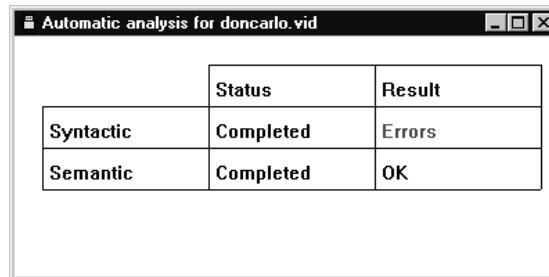 Automatic analysis for doncarlo.vid
Status Result
Syntactic Completed Errors
Semantic Completed OK